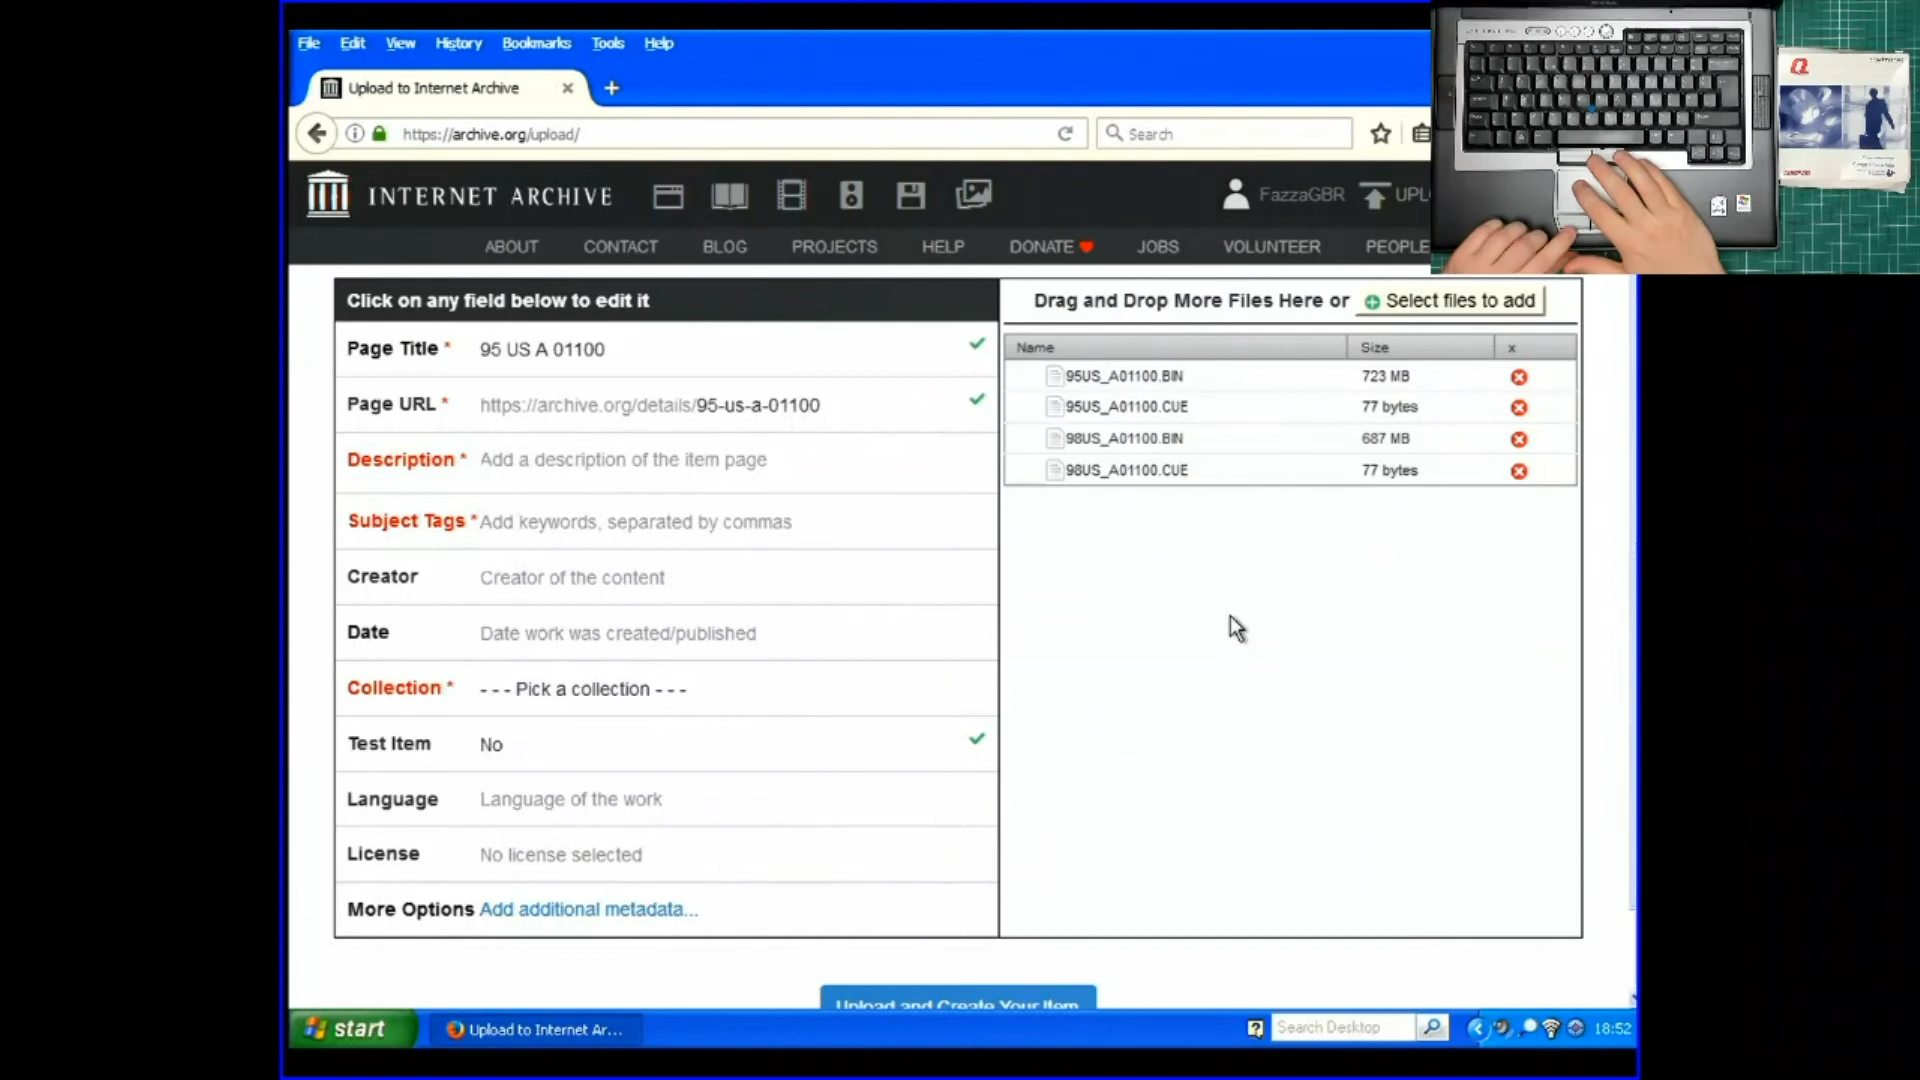 File Edit View History Bookmarks Tools Help
Upload to Internet Archive
https://archive.org/upload/
Search
INTERNET ARCHIVE
FazzaGBR
UPL
ABOUT CONTACT BLOG PROJECTS HELP DONATE JOBS VOLUNTEER PEOPLE
Click on any field below to edit it
Drag and Drop More Files Here or Select files to add
Page Title * 95 US A 01100
Name Size x
95US_A01100.BIN 723 MB
Page URL * https://archive.org/details/95-us-a-01100
95US_A01100.CUE 77 bytes
98US_A01100.BIN 687 MB
Description * Add a description of the item page
98US_A01100.CUE 77 bytes
Subject Tags * Add keywords, separated by commas
Creator Creator of the content
Date Date work was created/published
Collection * - - - Pick a collection - - -
Test Item No
Language Language of the work
License No license selected
More Options Add additional metadata...
Upload and Create Your Item
start
Upload to Internet Ar...
Search Desktop
18:52